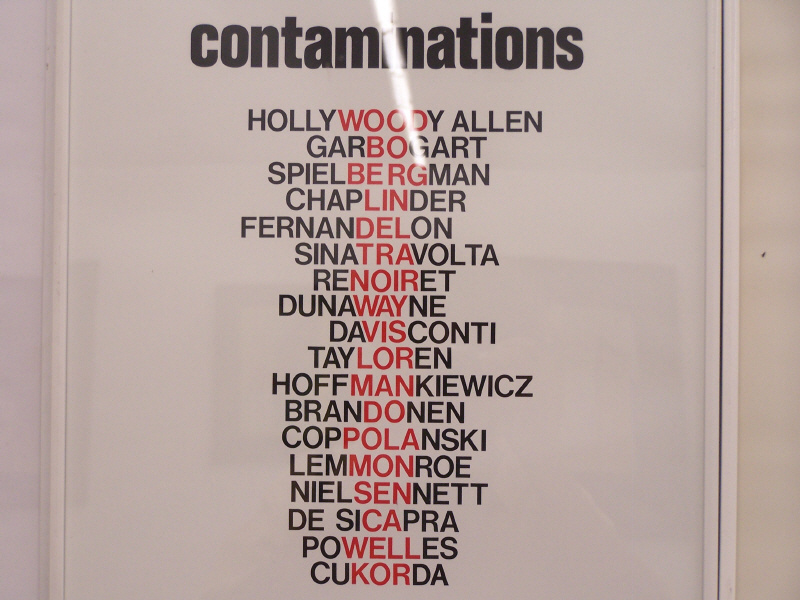 contaminations
HOLLYWOODY ALLEN
GARBOGART
SPIELBERGMAN
CHAPLINDER
FERNANDELON
SINATRAVOLTA
RENOIRET
DUNAWAYNE
DAVISCONTI
TAYLOREN
HOFFMANKIEWICZ
BRANDONEN
COPPOLANSKI
LEMMONROE
NIELSENNETT
DE SICAPRA
POWELLES
CUKORDA